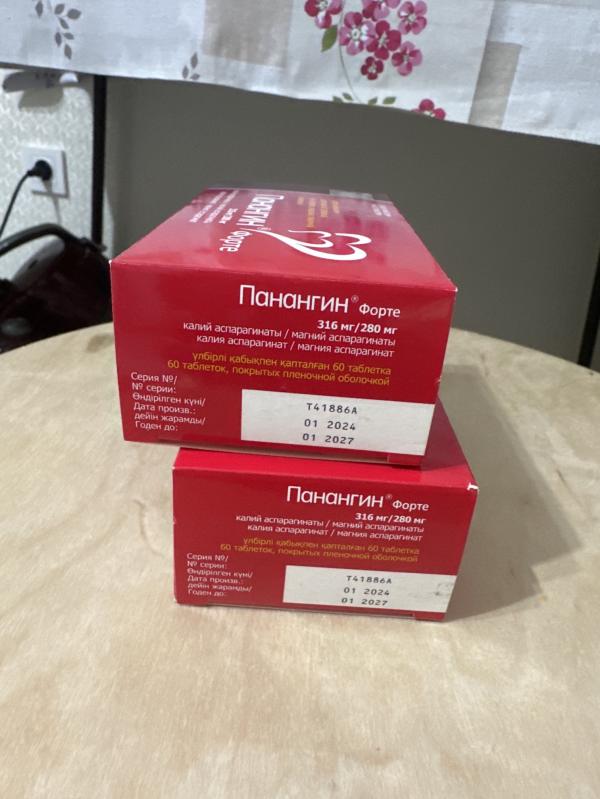 Панангин® форте
Панангин® Форте
316 мг/280 мг
калий аспарагинаты / магний аспарагинаты
калия аспарагинат / магния аспарагинат
үлбірлі қабықпен қапталған 60 таблетка
60 таблеток, покрытых пленочной оболочкой
Серия №/
№ серии:
Өндірілген күні/
Дата произв.:
дейін жарамды/
Годен до:
T41886A
01 2024
01 2027
Панангин® Форте
316 мг/280 мг
калий аспарагинаты / магний аспарагинаты
калия аспарагинат / магния аспарагинат
үлбірлі қабықпен қапталған 60 таблетка
60 таблеток, покрытых пленочной оболочкой
Серия №/
№ серии:
Өндірілген күні/
Дата произв.:
дейін жарамды/
Годен до:
T41886A
01 2024
01 2027